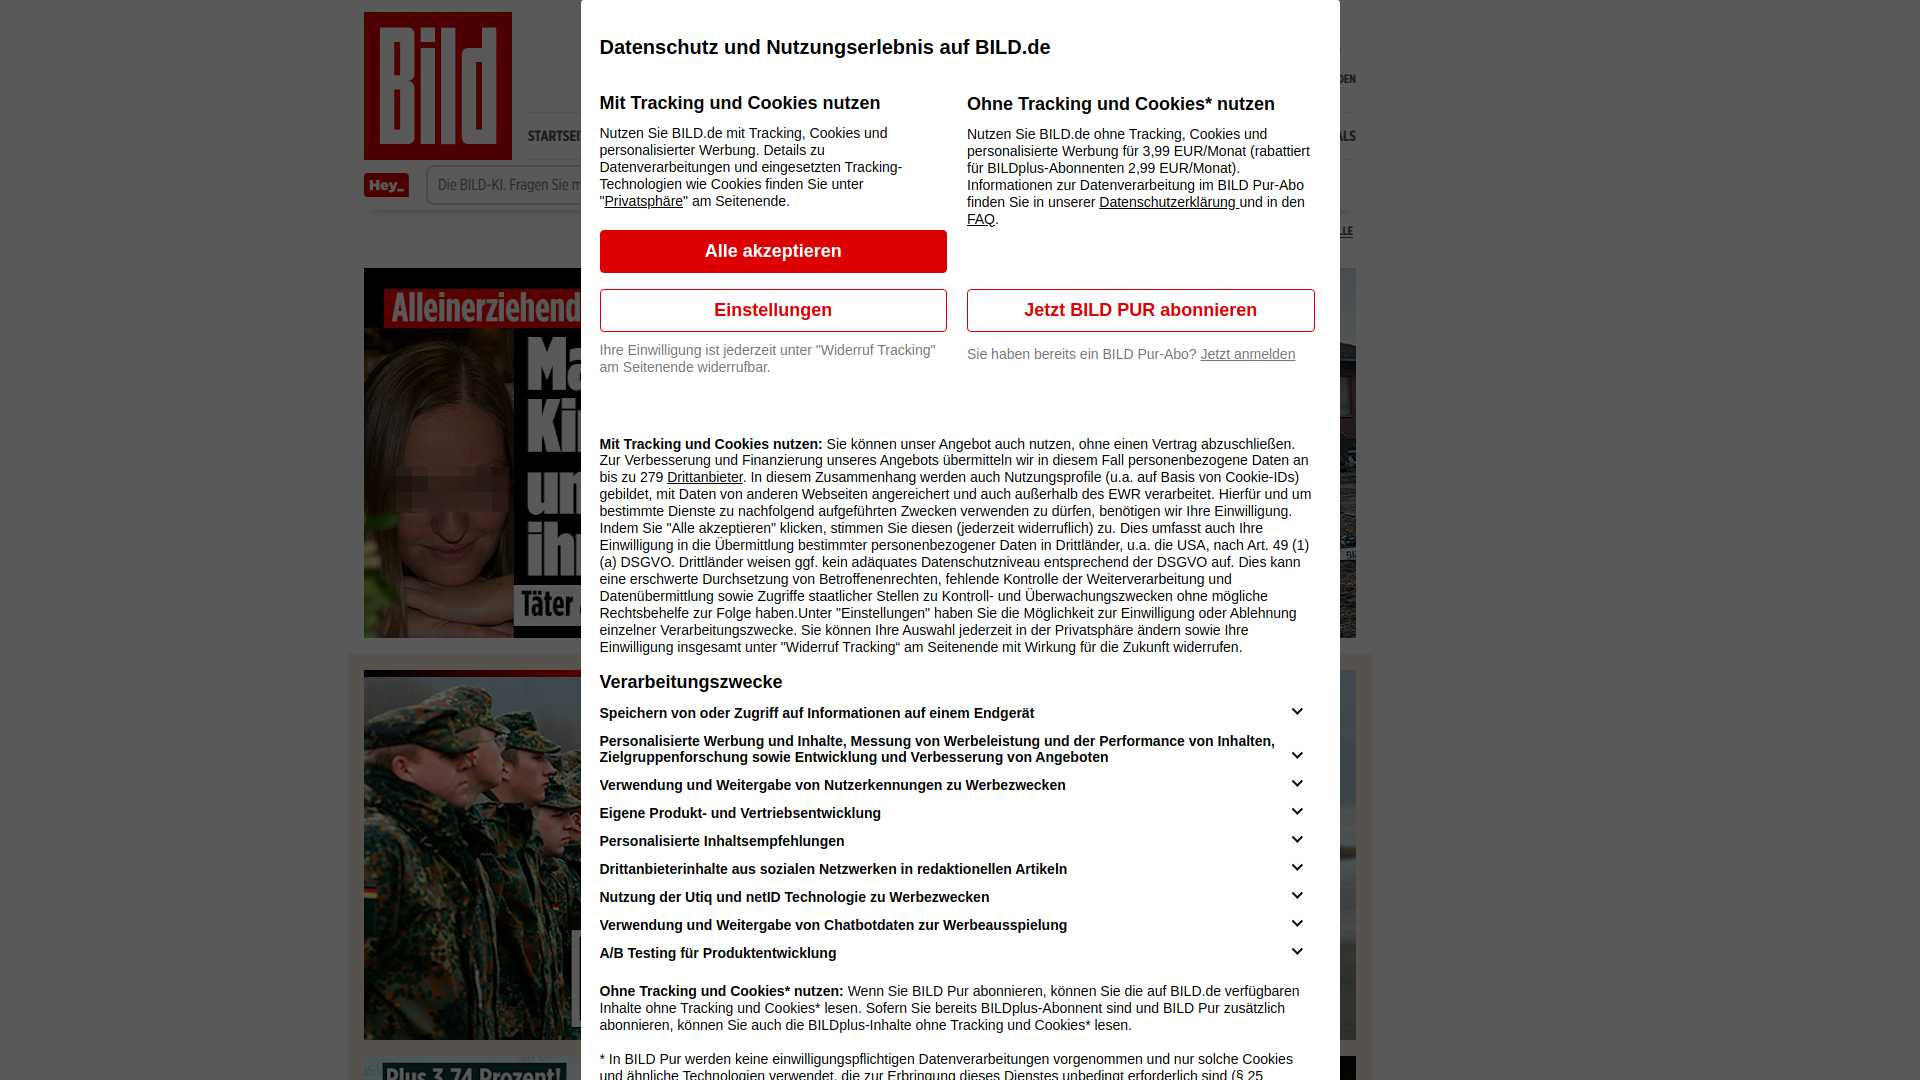 Datenschutz und Nutzungserlebnis auf BILD.de
Mit Tracking und Cookies nutzen
Nutzen Sie BILD.de mit Tracking, Cookies und
personalisierter Werbung. Details zu
Datenverarbeitungen und eingesetzten Tracking-
Technologien wie Cookies finden Sie unter
"Privatsphäre" am Seitenende.
Alle akzeptieren
Einstellungen
Ihre Einwilligung ist jederzeit unter "Widerruf Tracking"
am Seitenende widerrufbar.
Ohne Tracking und Cookies* nutzen
Nutzen Sie BILD.de ohne Tracking, Cookies und
personalisierte Werbung für 3,99 EUR/Monat (rabattiert
für BILDplus-Abonnenten 2,99 EUR/Monat).
Informationen zur Datenverarbeitung im BILD Pur-Abo
finden Sie in unserer Datenschutzerklärung und in den
FAQ.
Jetzt BILD PUR abonnieren
Sie haben bereits ein BILD Pur-Abo? Jetzt anmelden
Mit Tracking und Cookies nutzen: Sie können unser Angebot auch nutzen, ohne einen Vertrag abzuschließen.
Zur Verbesserung und Finanzierung unseres Angebots übermitteln wir in diesem Fall personenbezogene Daten an
bis zu 279 Drittanbieter. In diesem Zusammenhang werden auch Nutzungsprofile (u.a. auf Basis von Cookie-IDs)
gebildet, mit Daten von anderen Webseiten angereichert und auch außerhalb des EWR verarbeitet. Hierfür und um
bestimmte Dienste zu nachfolgend aufgeführten Zwecken verwenden zu dürfen, benötigen wir Ihre Einwilligung.
Indem Sie "Alle akzeptieren" klicken, stimmen Sie diesen (jederzeit widerruflich) zu. Dies umfasst auch Ihre
Einwilligung in die Übermittlung bestimmter personenbezogener Daten in Drittländer, u.a. die USA, nach Art. 49 (1)
(a) DSGVO. Drittländer weisen ggf. kein adäquates Datenschutzniveau entsprechend der DSGVO auf. Dies kann
eine erschwerte Durchsetzung von Betroffenenrechten, fehlende Kontrolle der Weiterverarbeitung und
Datenübermittlung sowie Zugriffe staatlicher Stellen zu Kontroll- und Überwachungszwecken ohne mögliche
Rechtsbehelfe zur Folge haben.Unter "Einstellungen" haben Sie die Möglichkeit zur Einwilligung oder Ablehnung
einzelner Verarbeitungszwecke. Sie können Ihre Auswahl jederzeit in der Privatsphäre ändern sowie Ihre
Einwilligung insgesamt unter "Widerruf Tracking“ am Seitenende mit Wirkung für die Zukunft widerrufen.
Verarbeitungszwecke
Speichern von oder Zugriff auf Informationen auf einem Endgerät
Personalisierte Werbung und Inhalte, Messung von Werbeleistung und der Performance von Inhalten,
Zielgruppenforschung sowie Entwicklung und Verbesserung von Angeboten
Verwendung und Weitergabe von Nutzerkennungen zu Werbezwecken
Eigene Produkt- und Vertriebsentwicklung
Personalisierte Inhaltsempfehlungen
Drittanbieterinhalte aus sozialen Netzwerken in redaktionellen Artikeln
Nutzung der Utiq und netID Technologie zu Werbezwecken
Verwendung und Weitergabe von Chatbotdaten zur Werbeausspielung
A/B Testing für Produktentwicklung
Ohne Tracking und Cookies* nutzen: Wenn Sie BILD Pur abonnieren, können Sie die auf BILD.de verfügbaren
Inhalte ohne Tracking und Cookies* lesen. Sofern Sie bereits BILDplus-Abonnent sind und BILD Pur zusätzlich
abonnieren, können Sie auch die BILDplus-Inhalte ohne Tracking und Cookies* lesen.
* In BILD Pur werden keine einwilligungspflichtigen Datenverarbeitungen vorgenommen und nur solche Cookies
und ähnliche Technologien verwendet, die zur Erbringung dieses Dienstes unbedingt erforderlich sind (§ 25
Bild
STARTSEI
Hey_
Die BILD-KI. Fragen Sie m
Alleinerziehend
Ma
Ki
un
ihr
Täter
Plus 3,74 Prozent!